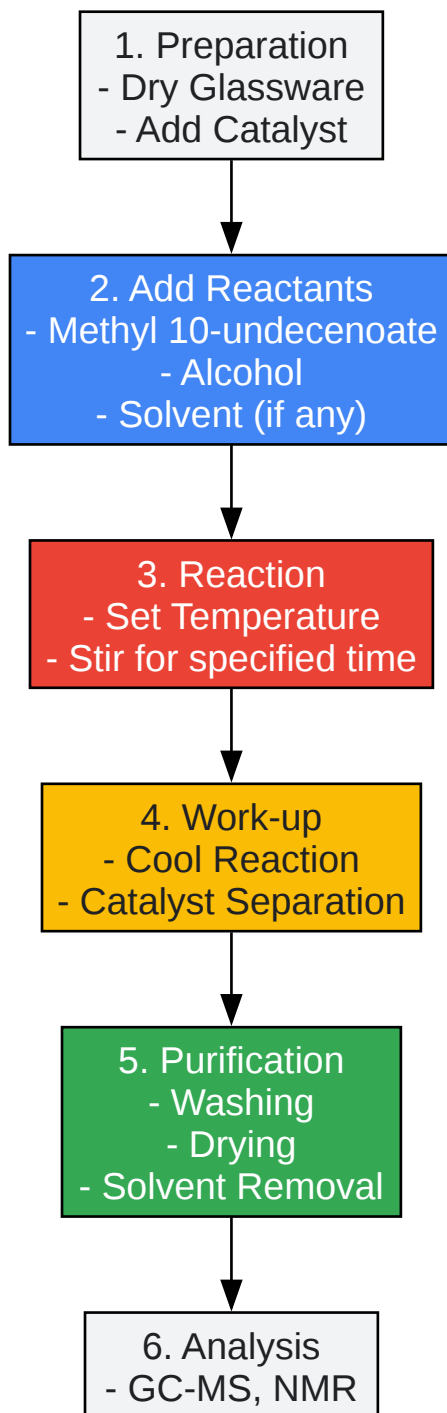 1. Preparation
- Dry Glassware
- Add Catalyst
2. Add Reactants
- Methyl 10-undecenoate
- Alcohol
- Solvent (if any)
3. Reaction
- Set Temperature
- Stir for specified time
4. Work-up
- Cool Reaction
- Catalyst Separation
5. Purification
- Washing
- Drying
- Solvent Removal
6. Analysis
- GC-MS, NMR